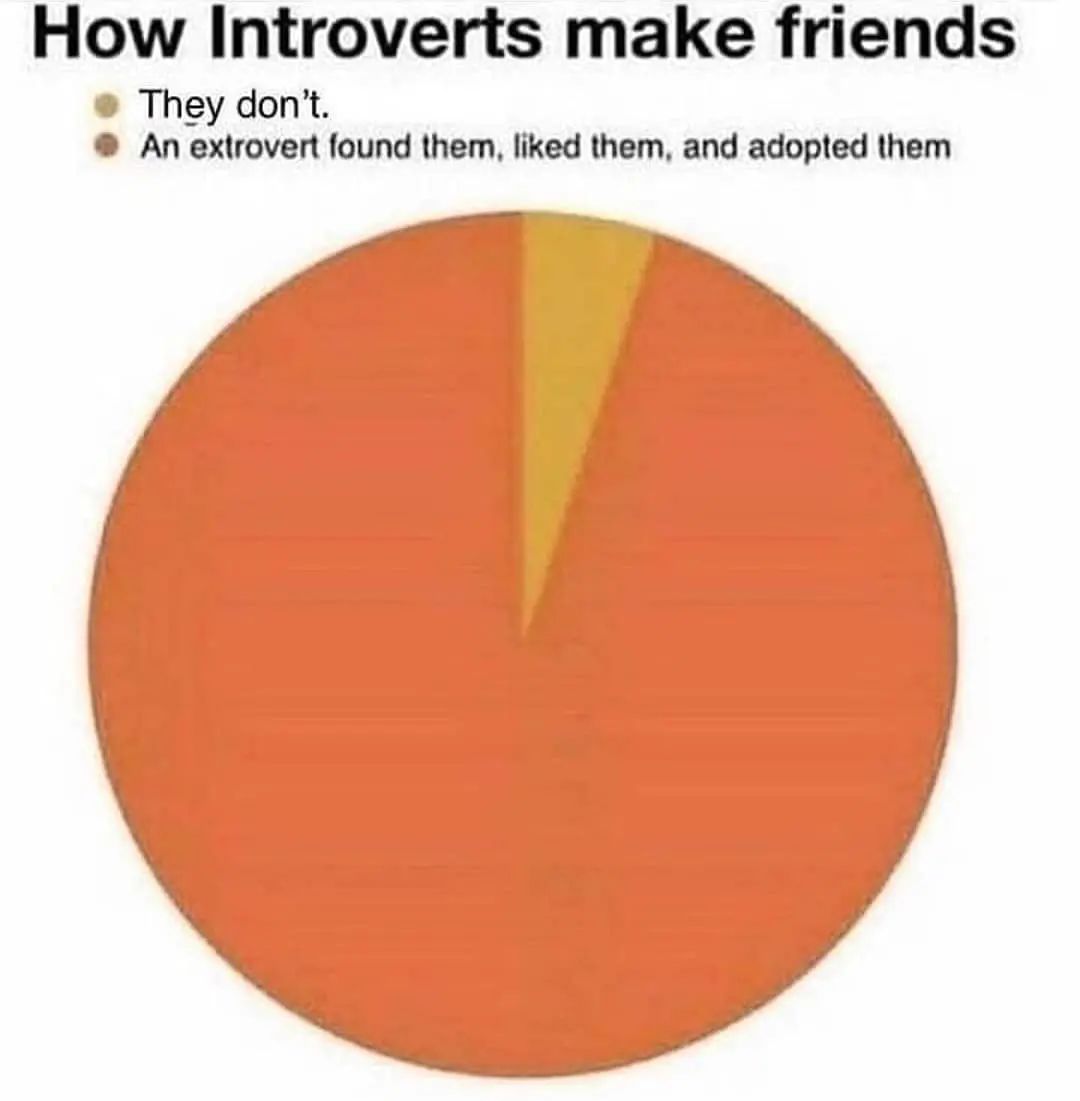 How Introverts make friends
They don't.
An extrovert found them, liked them, and adopted them